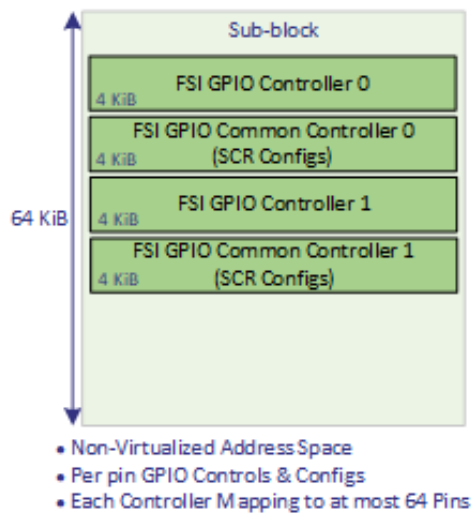 Sub-block
FSI GPIO Controller 0
4 KiB
FSI GPIO Common Controller 0
(SCR Configs)
4 KiB
64 KiB
FSI GPIO Controller 1
4 KiB
FSI GPIO Common Controller 1
(SCR Configs)
4 KiB
• Non-Virtualized Address Space
• Per pin GPIO Controls & Configs
• Each Controller Mapping to at most 64 Pins